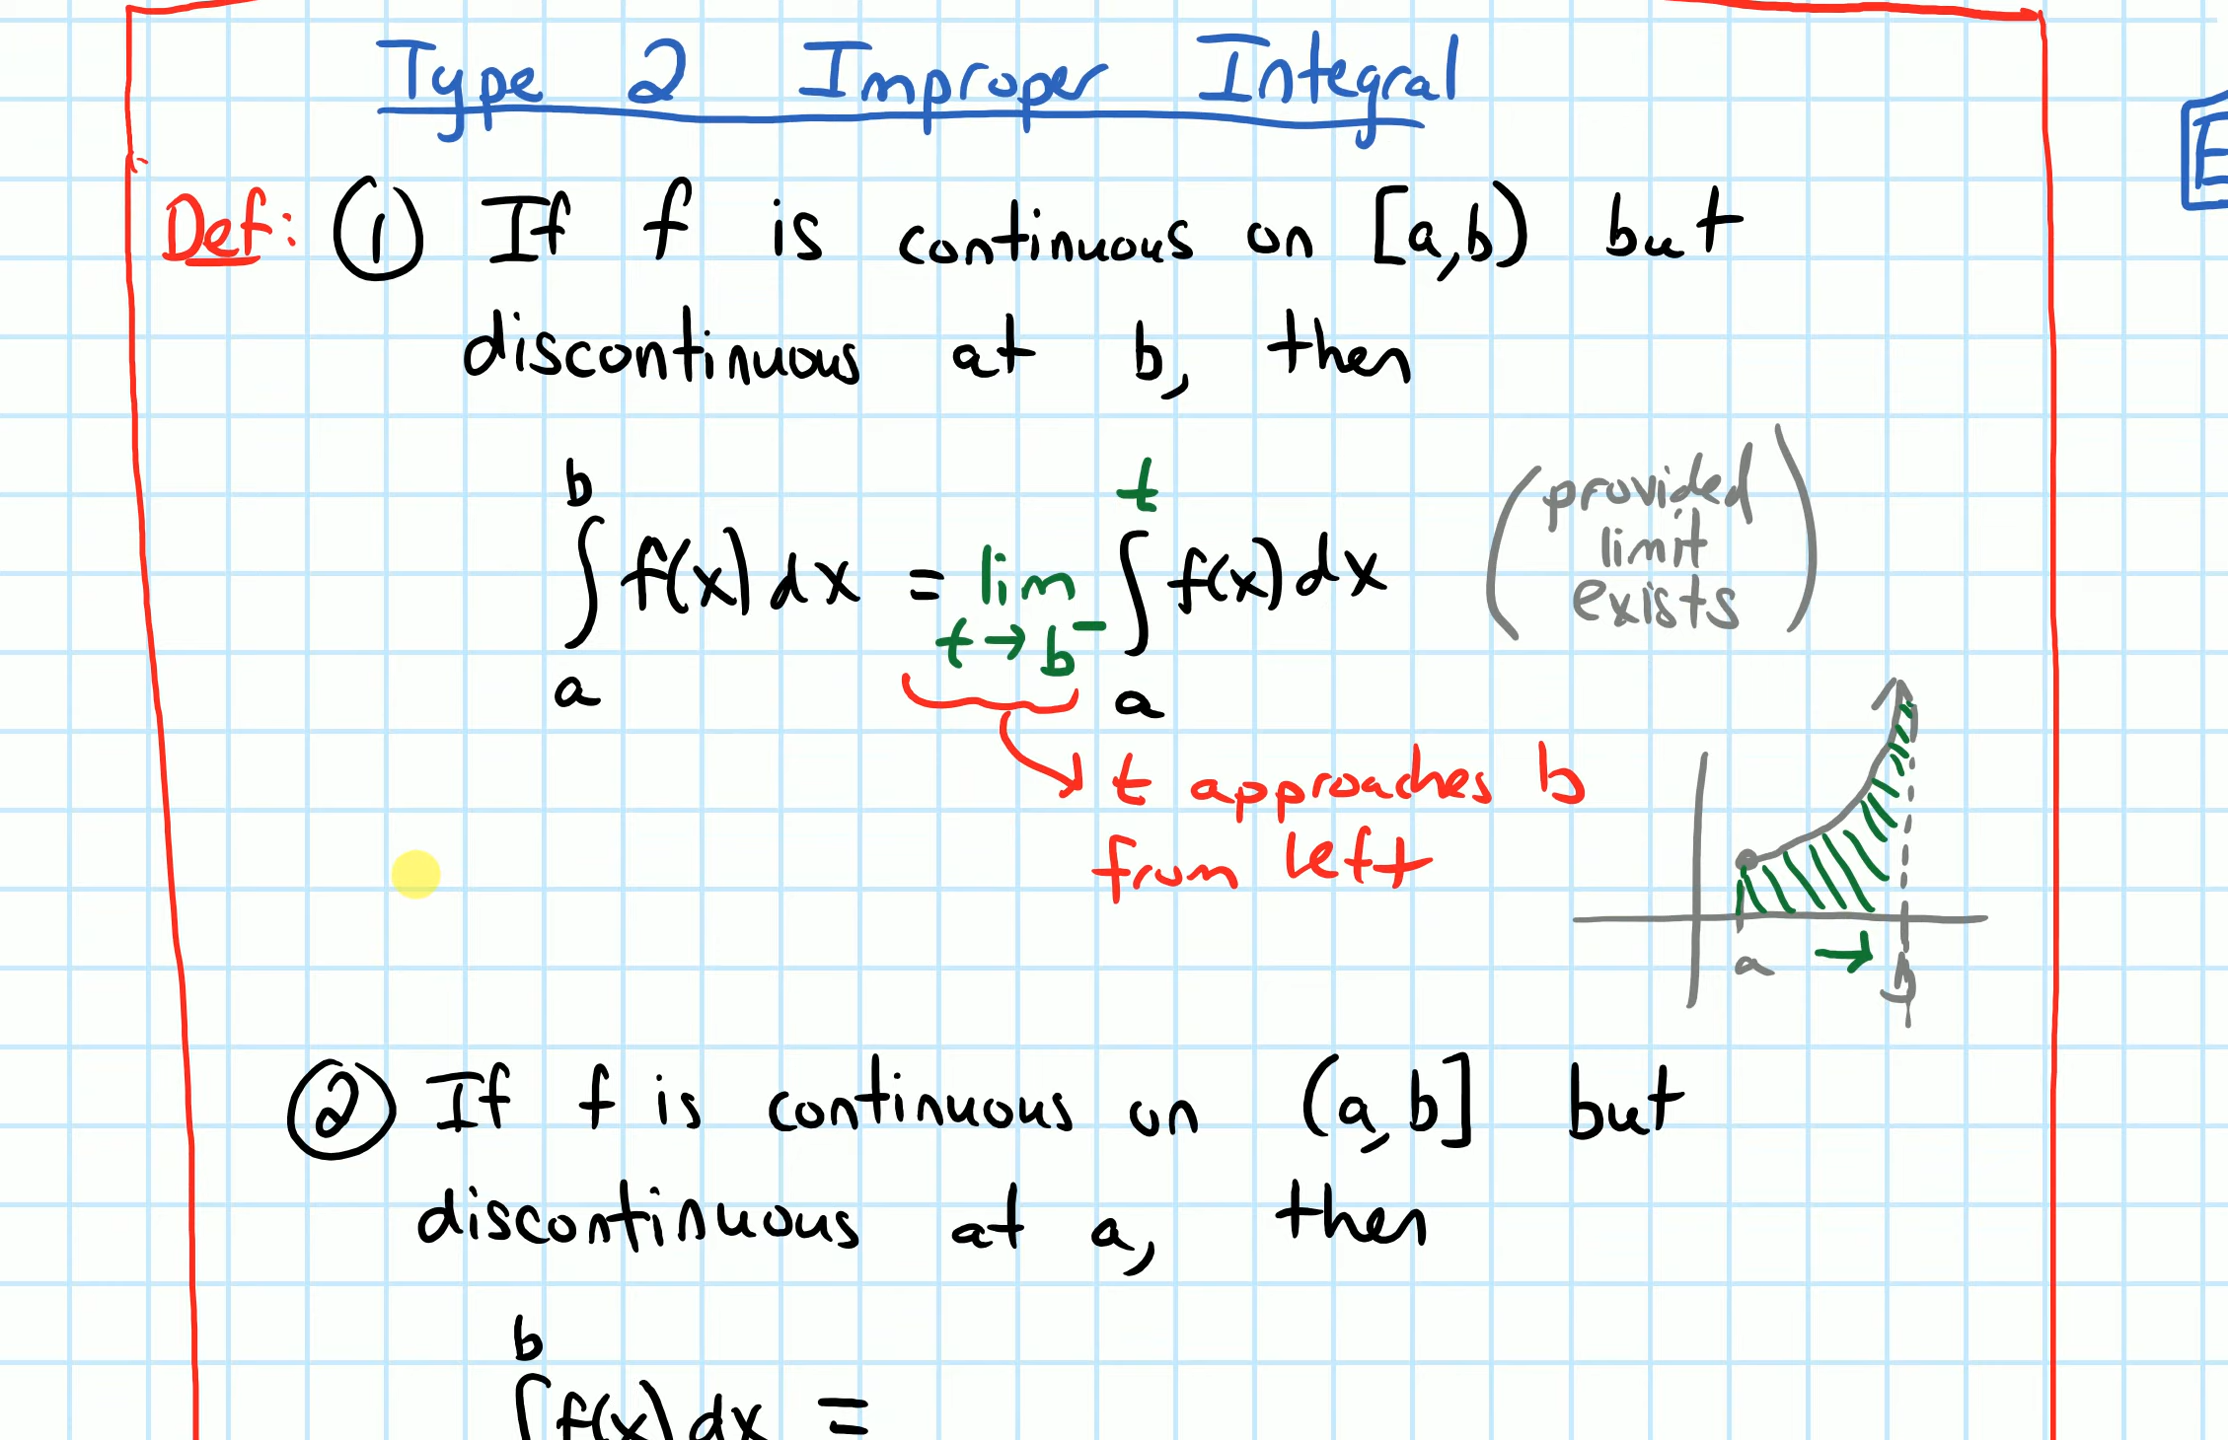 Type 2 Improper Integral
E
Def: ① If f is continuous on [a,b) but
discontinuous at b, then
b
∫ f(x) dx = lim ∫ f(x) dx
a
t
t → b⁻
a
(provided
limit
exists)
t approaches b
from left
a → b
② If f is continuous on (a,b] but
discontinuous at a, then
b
∫ f(x) dx =